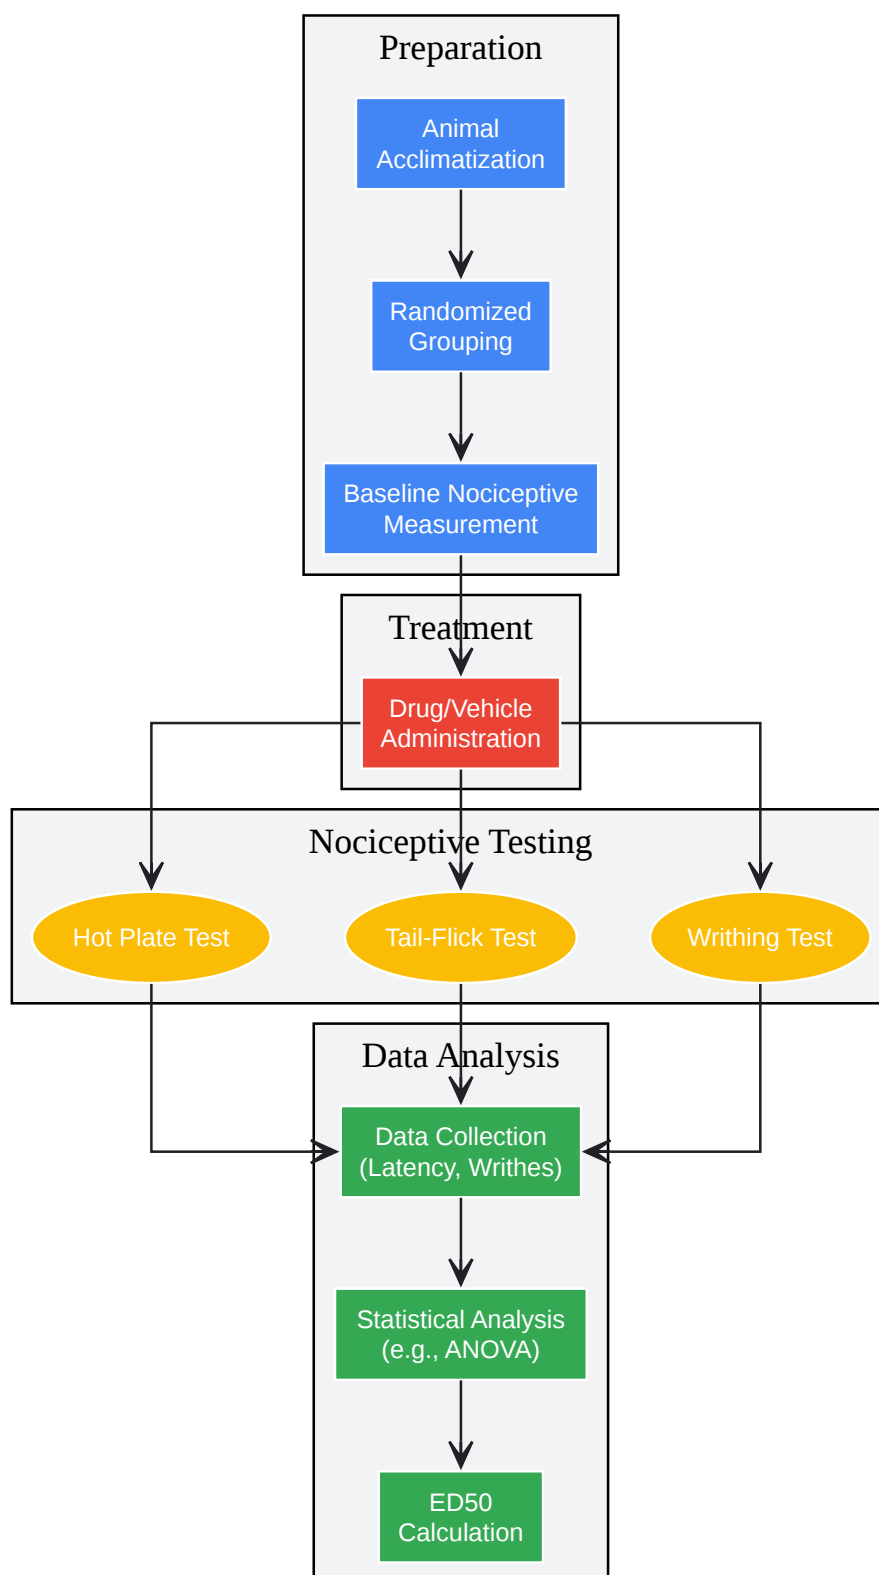 Preparation
Animal
Acclimatization
Randomized
Grouping
Baseline Nociceptive
Measurement
Treatment
Drug/Vehicle
Administration
Nociceptive Testing
Hot Plate Test
Tail-Flick Test
Writhing Test
Data Analysis
Data Collection
(Latency, Writhes)
Statistical Analysis
(e.g., ANOVA)
ED50
Calculation